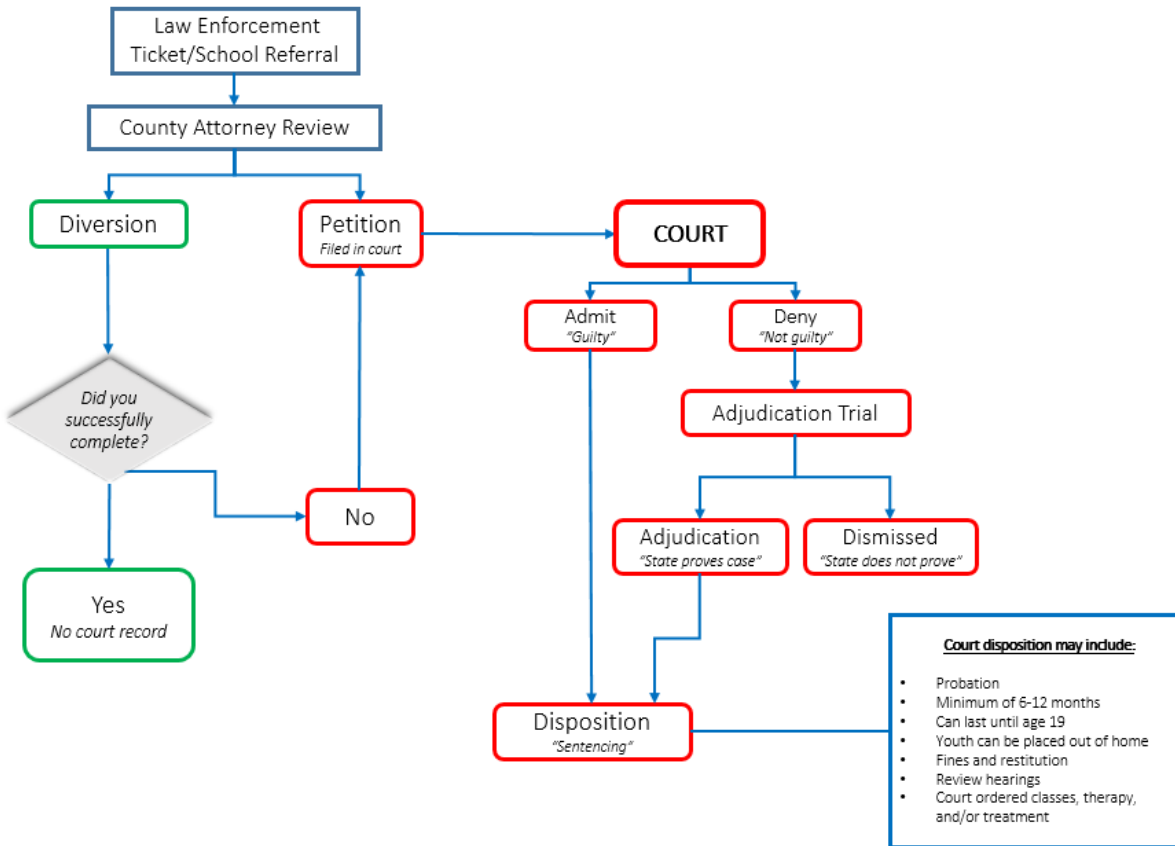 Law Enforcement
Ticket/School Referral
County Attorney Review
Diversion
Petition
Filed in court
COURT
Admit
"Guilty"
Deny
"Not guilty"
Did you
successfully
complete?
Adjudication Trial
No
Adjudication
"State proves case"
Dismissed
"State does not prove"
Yes
No court record
Disposition
"Sentencing"
Court disposition may include:
• Probation
• Minimum of 6-12 months
• Can last until age 19
• Youth can be placed out of home
• Fines and restitution
• Review hearings
• Court ordered classes, therapy,
and/or treatment